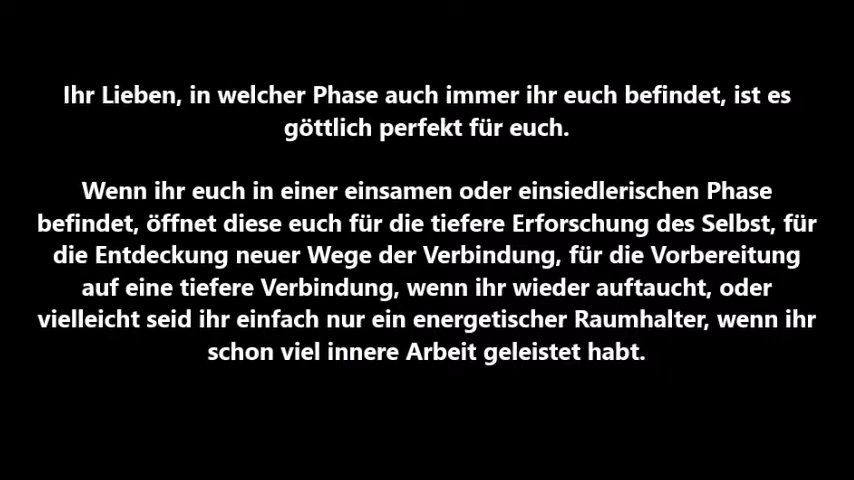 Ihr Lieben, in welcher Phase auch immer ihr euch befindet, ist es
göttlich perfekt für euch.
Wenn ihr euch in einer einsamen oder einsiedlerischen Phase
befindet, öffnet diese euch für die tiefere Erforschung des Selbst, für
die Entdeckung neuer Wege der Verbindung, für die Vorbereitung
auf eine tiefere Verbindung, wenn ihr wieder auftaucht, oder
vielleicht seid ihr einfach nur ein energetischer Raumhalter, wenn ihr
schon viel innere Arbeit geleistet habt.